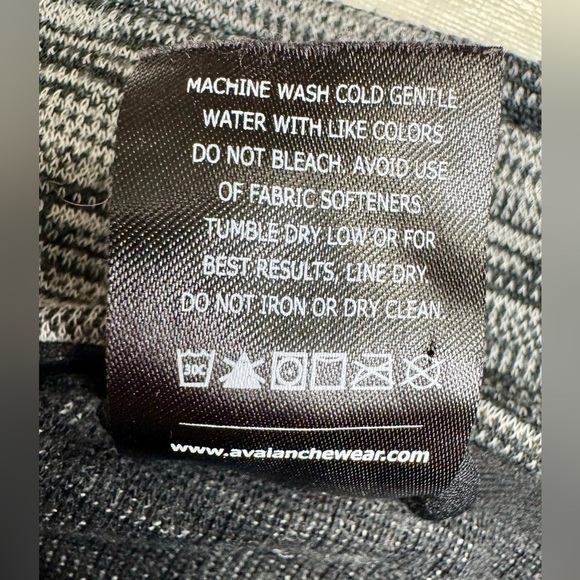 MACHINE WASH COLD GENTLE
WATER WITH LIKE COLORS
DO NOT BLEACH. AVOID USE
OF FABRIC SOFTENERS
TUMBLE DRY LOW OR FOR
BEST RESULTS, LINE DRY.
DO NOT IRON OR DRY CLEAN.
30C
www.avalanchewear.com